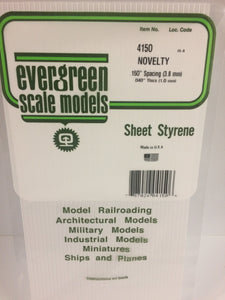 Item No. Loc. Code
4150
NOVELTY
.150" Spacing (3.8 mm)
.040" Thick (1.0 mm)
evergreen
scale models
Sheet Styrene
Made in U.S.A
Model Railroading
Architectural Models
Military Models
Industrial Models
Miniatures
Ships and Planes